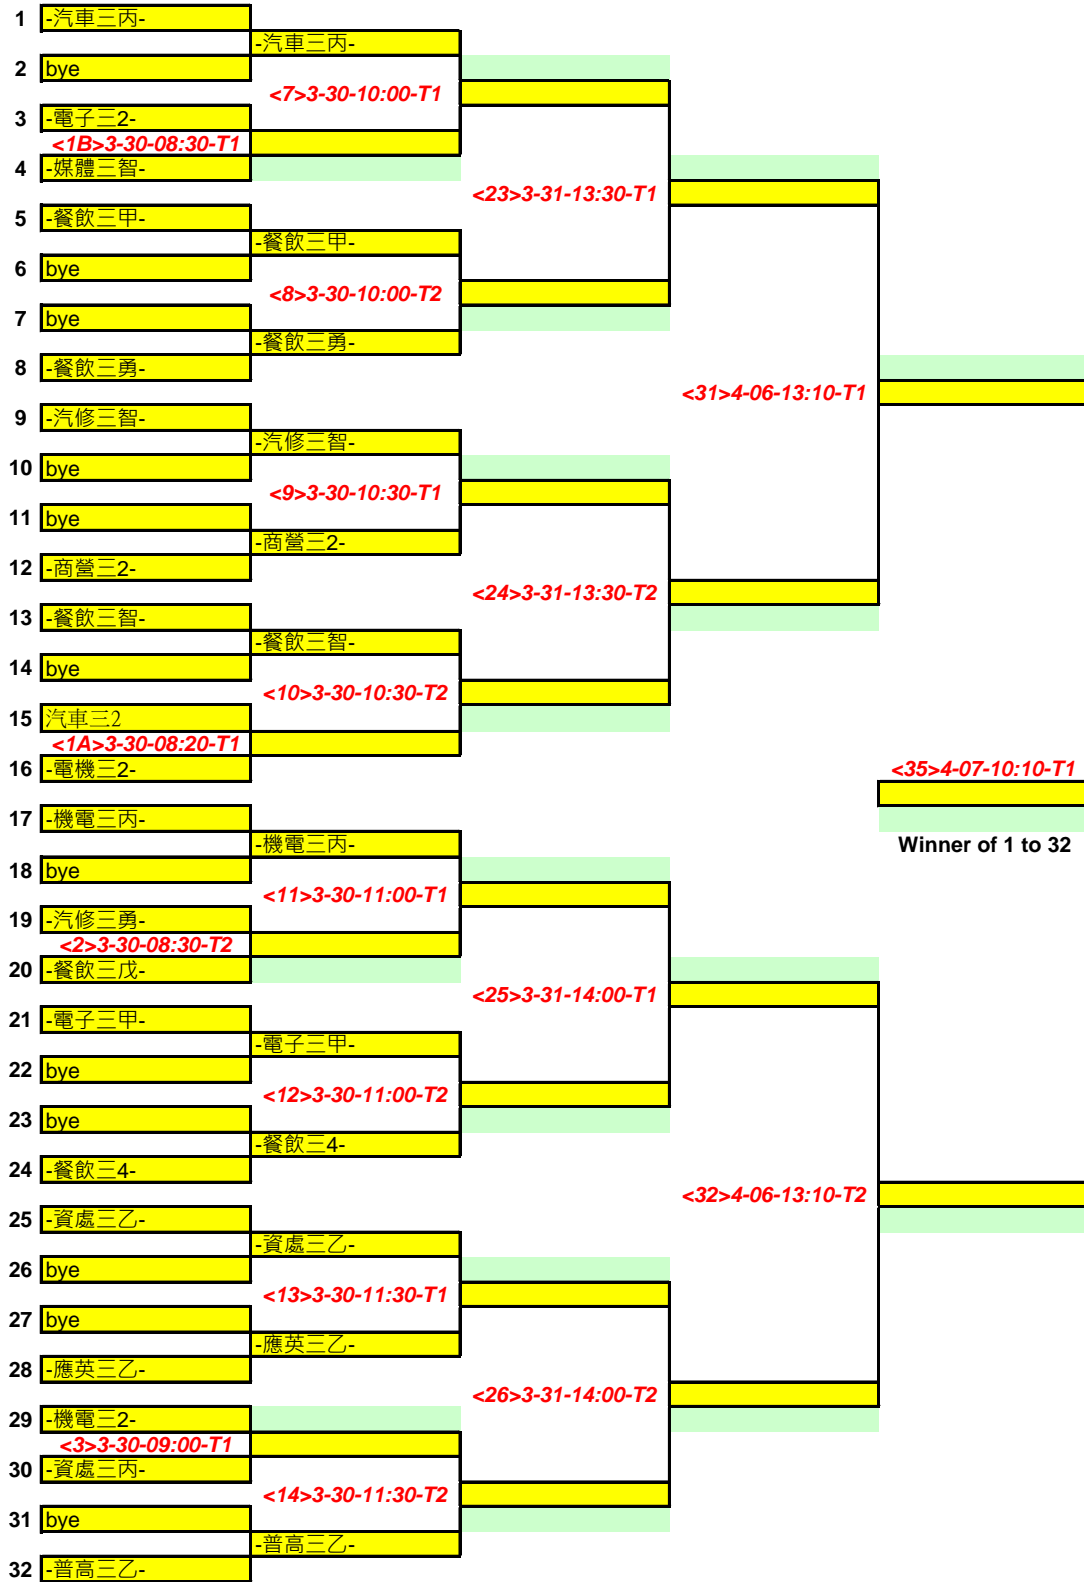 1 -汽車三丙-
-汽車三丙-
2 bye
<7>3-30-10:00-T1
3 -電子三2-
<1B>3-30-08:30-T1
4 -媒體三智-
<23>3-31-13:30-T1
5 -餐飲三甲-
-餐飲三甲-
6 bye
<8>3-30-10:00-T2
7 bye
-餐飲三勇-
8 -餐飲三勇-
<31>4-06-13:10-T1
9 -汽修三智-
-汽修三智-
10 bye
<9>3-30-10:30-T1
11 bye
-商營三2-
12 -商營三2-
<24>3-31-13:30-T2
13 -餐飲三智-
-餐飲三智-
14 bye
<10>3-30-10:30-T2
15 汽車三2
<1A>3-30-08:20-T1
16 -電機三2-
<35>4-07-10:10-T1
17 -機電三丙-
-機電三丙-
Winner of 1 to 32
18 bye
<11>3-30-11:00-T1
19 -汽修三勇-
<2>3-30-08:30-T2
20 -餐飲三戊-
<25>3-31-14:00-T1
21 -電子三甲-
-電子三甲-
22 bye
<12>3-30-11:00-T2
23 bye
-餐飲三4-
24 -餐飲三4-
<32>4-06-13:10-T2
25 -資處三乙-
-資處三乙-
26 bye
<13>3-30-11:30-T1
27 bye
-應英三乙-
28 -應英三乙-
<26>3-31-14:00-T2
29 -機電三2-
<3>3-30-09:00-T1
30 -資處三丙-
<14>3-30-11:30-T2
31 bye
-普高三乙-
32 -普高三乙-